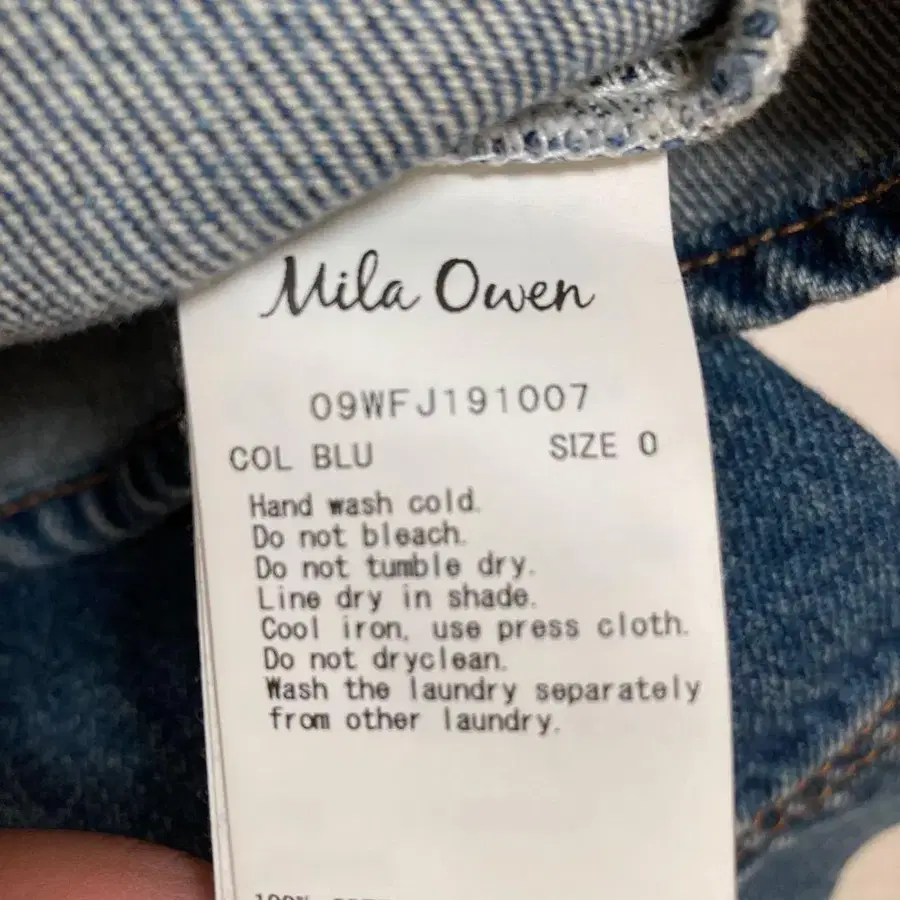 Mila Owen
09WFJ191007
COL BLU SIZE 0
Hand wash cold.
Do not bleach.
Do not tumble dry.
Line dry in shade.
Cool iron, use press cloth.
Do not dryclean.
Wash the laundry separately
from other laundry.